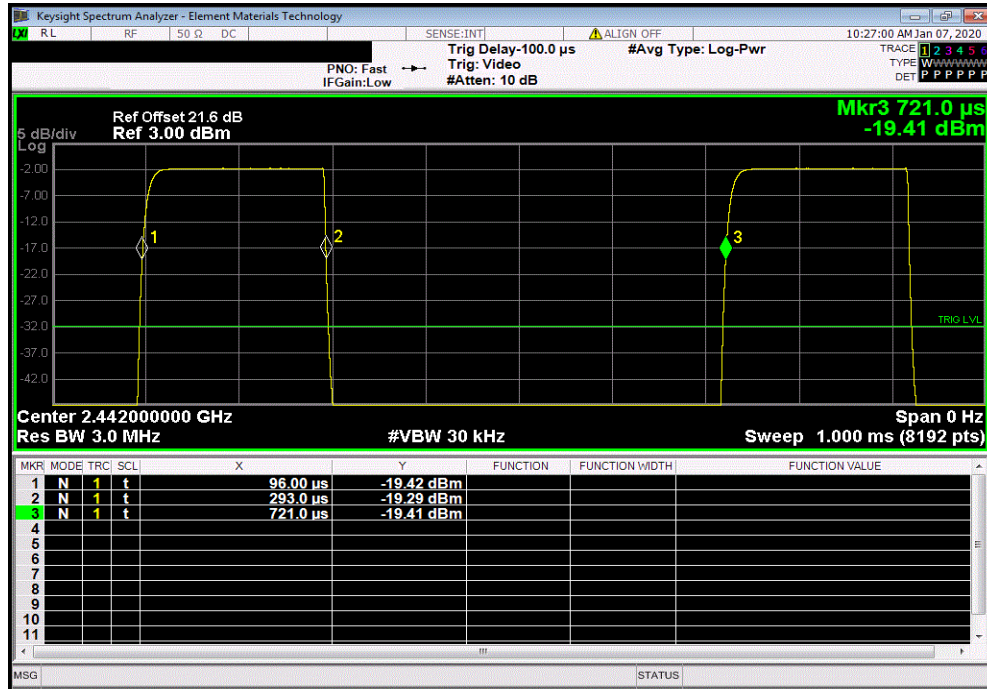 Keysight Spectrum Analyzer - Element Materials Technology
LXI RL RF 50 Ω DC SENSE:INT ALIGN OFF 10:27:00 AM Jan 07, 2020
Trig Delay-100.0 µs #Avg Type: Log-Pwr TRACE 1 2 3 4 5 6
PNO: Fast Trig: Video TYPE WWWWWW
IFGain:Low #Atten: 10 dB DET P P P P P P
Mkr3 721.0 µs
Ref Offset 21.6 dB
5 dB/div Ref 3.00 dBm -19.41 dBm
Log
-2.00
-7.00
-12.0
1 2 3
-17.0
-22.0
-27.0
-32.0
TRIG LVL
-37.0
-42.0
Center 2.442000000 GHz Span 0 Hz
Res BW 3.0 MHz #VBW 30 kHz Sweep 1.000 ms (8192 pts)
MKR MODE TRC SCL X Y FUNCTION FUNCTION WIDTH FUNCTION VALUE
1 N 1 t 96.00 µs -19.42 dBm
2 N 1 t 293.0 µs -19.29 dBm
3 N 1 t 721.0 µs -19.41 dBm
4
5
6
7
8
9
10
11
MSG STATUS